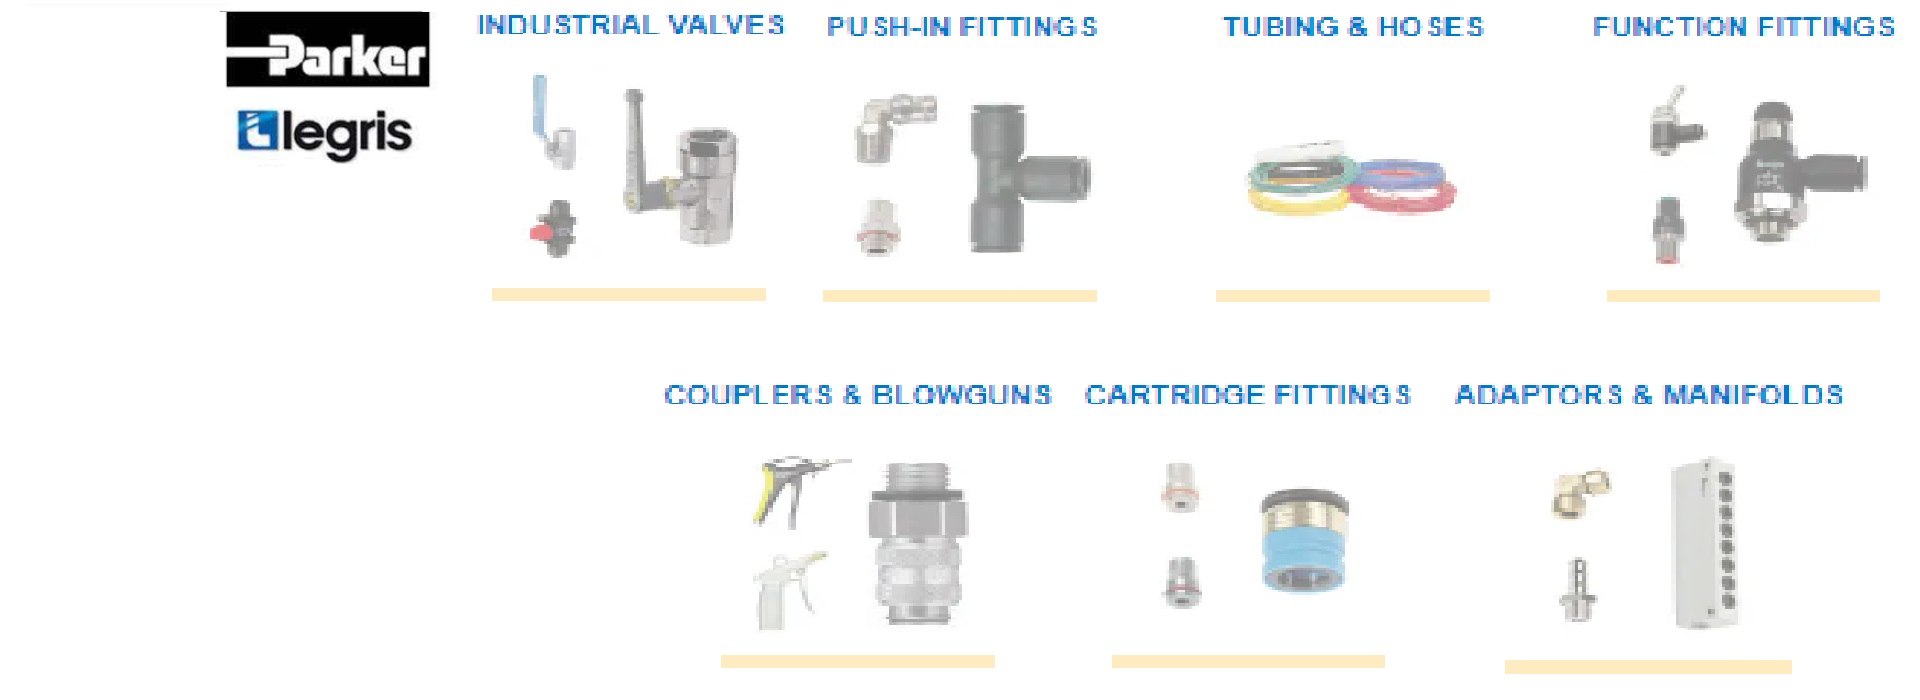 Parker
legris
INDUSTRIAL VALVES
PUSH-IN FITTINGS
TUBING & HOSES
FUNCTION FITTINGS
COUPLERS & BLOWGUNS
CARTRIDGE FITTINGS
ADAPTORS & MANIFOLDS